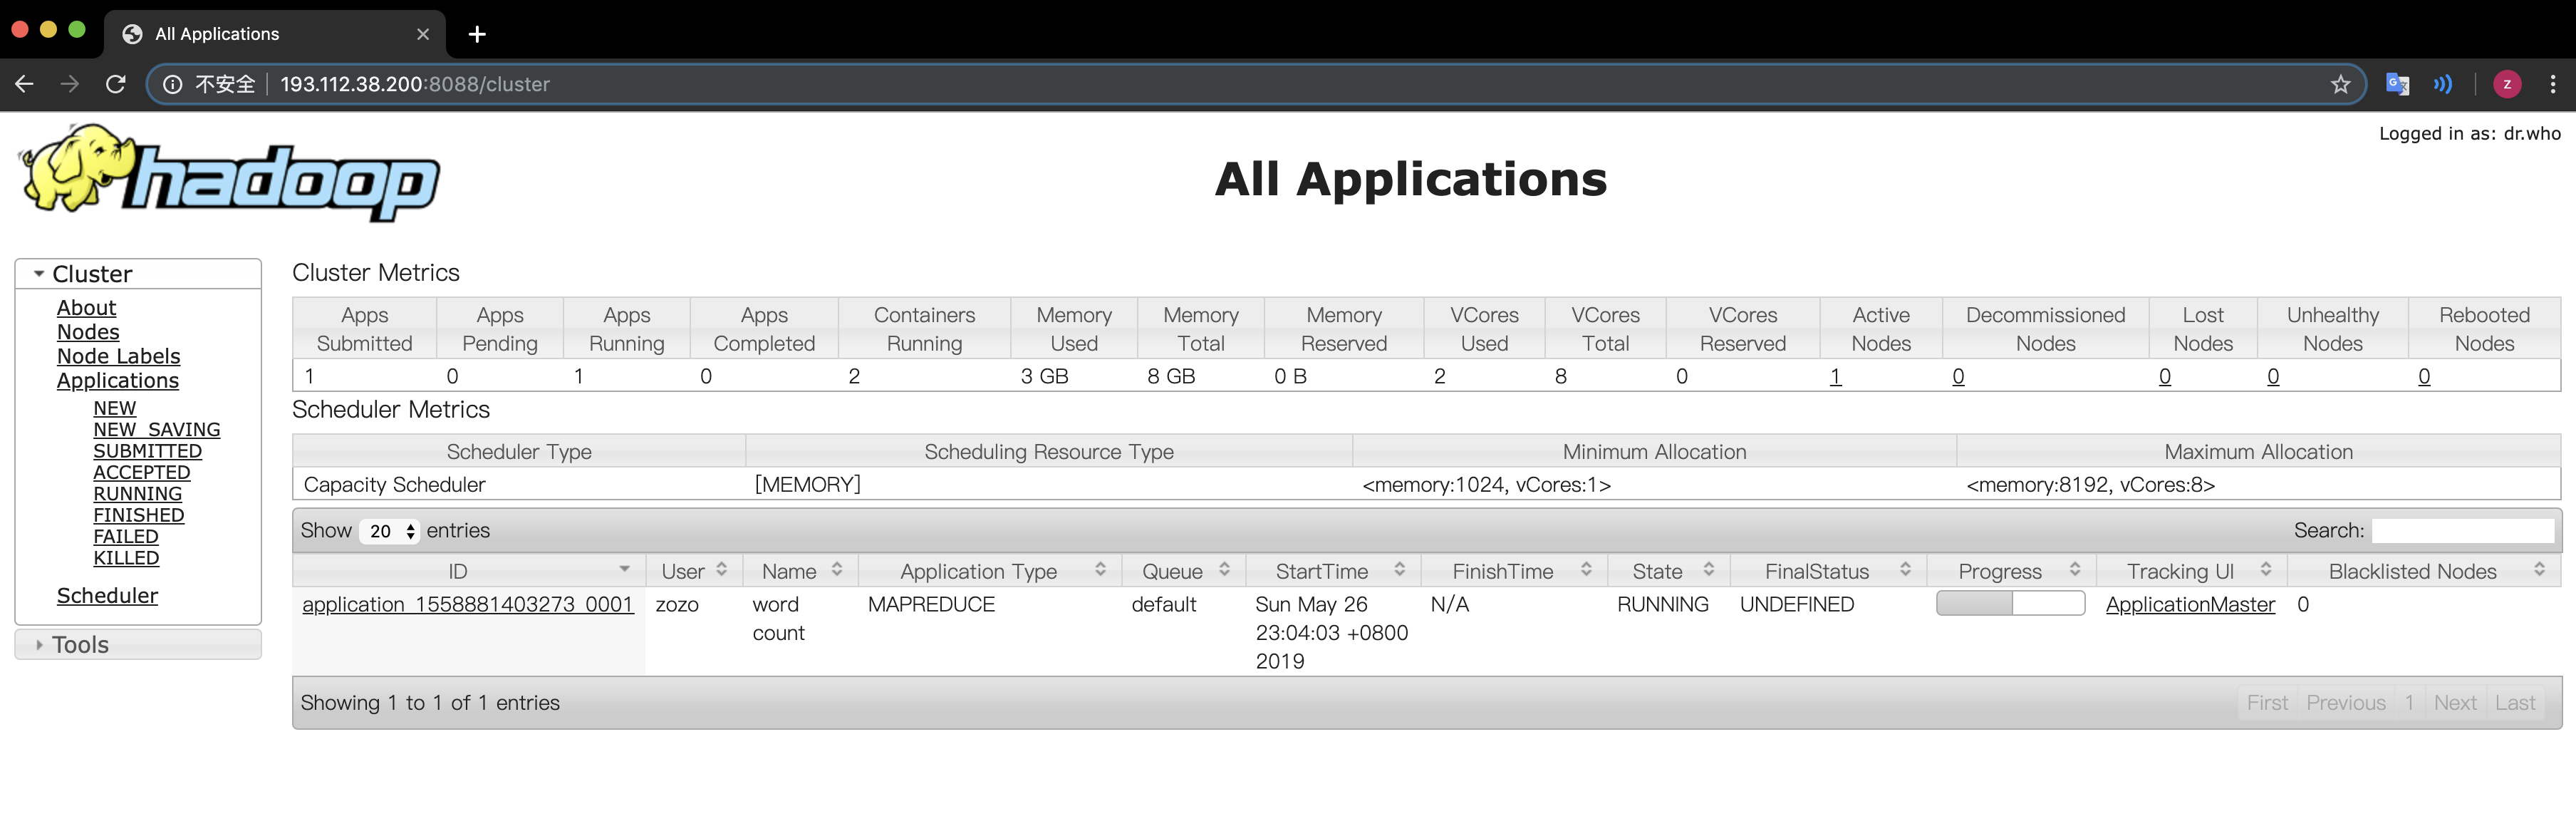 All Applications
不安全 193.112.38.200:8088/cluster
z
Logged in as: dr.who
hadoop
All Applications
Cluster
About
Nodes
Node Labels
Applications
NEW
NEW_SAVING
SUBMITTED
ACCEPTED
RUNNING
FINISHED
FAILED
KILLED
Scheduler
Tools
Cluster Metrics
Apps Submitted Apps Pending Apps Running Apps Completed Containers Running Memory Used Memory Total Memory Reserved VCores Used VCores Total VCores Reserved Active Nodes Decommissioned Nodes Lost Nodes Unhealthy Nodes Rebooted Nodes
1 0 1 0 2 3 GB 8 GB 0 B 2 8 0 1 0 0 0 0
Scheduler Metrics
Scheduler Type Scheduling Resource Type Minimum Allocation Maximum Allocation
Capacity Scheduler [MEMORY] <memory:1024, vCores:1> <memory:8192, vCores:8>
Show 20 entries Search:
ID User Name Application Type Queue StartTime FinishTime State FinalStatus Progress Tracking UI Blacklisted Nodes
application_1558881403273_0001 zozo word count MAPREDUCE default Sun May 26 23:04:03 +0800 2019 N/A RUNNING UNDEFINED ApplicationMaster 0
Showing 1 to 1 of 1 entries First Previous 1 Next Last